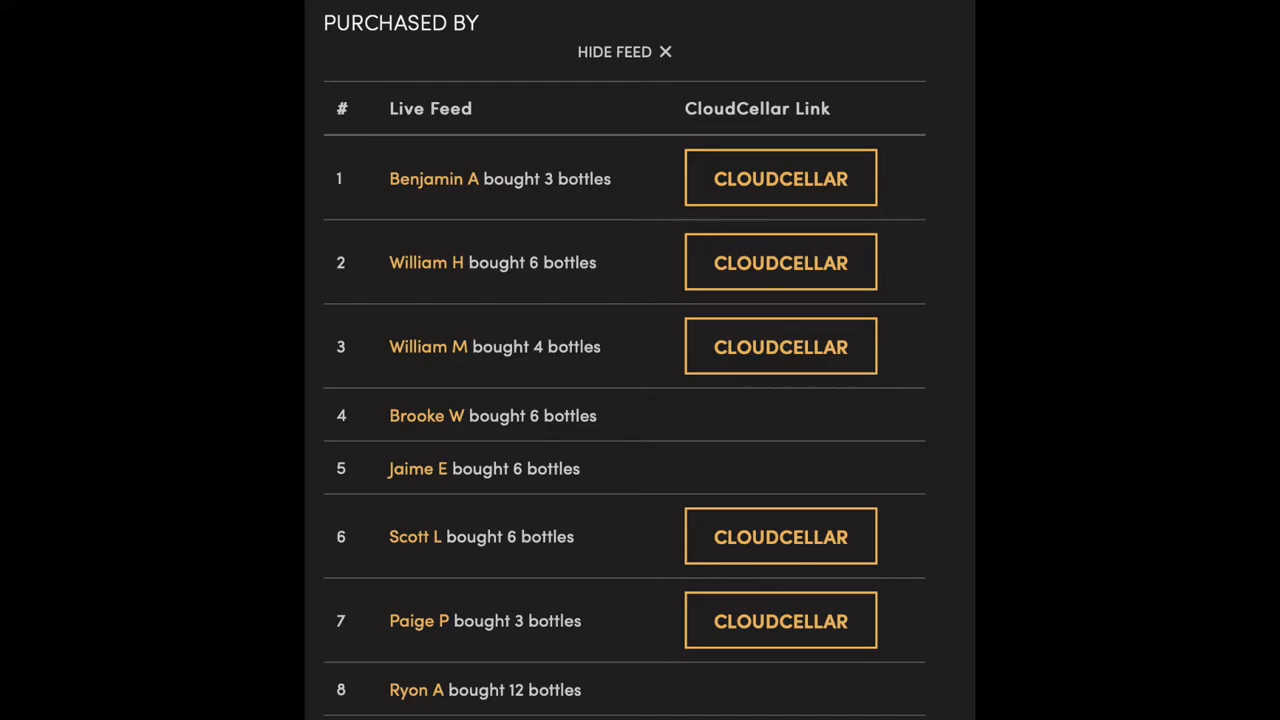 PURCHASED BY
HIDE FEED ✕
# Live Feed CloudCellar Link
1 Benjamin A bought 3 bottles CLOUDCELLAR
2 William H bought 6 bottles CLOUDCELLAR
3 William M bought 4 bottles CLOUDCELLAR
4 Brooke W bought 6 bottles
5 Jaime E bought 6 bottles
6 Scott L bought 6 bottles CLOUDCELLAR
7 Paige P bought 3 bottles CLOUDCELLAR
8 Ryon A bought 12 bottles